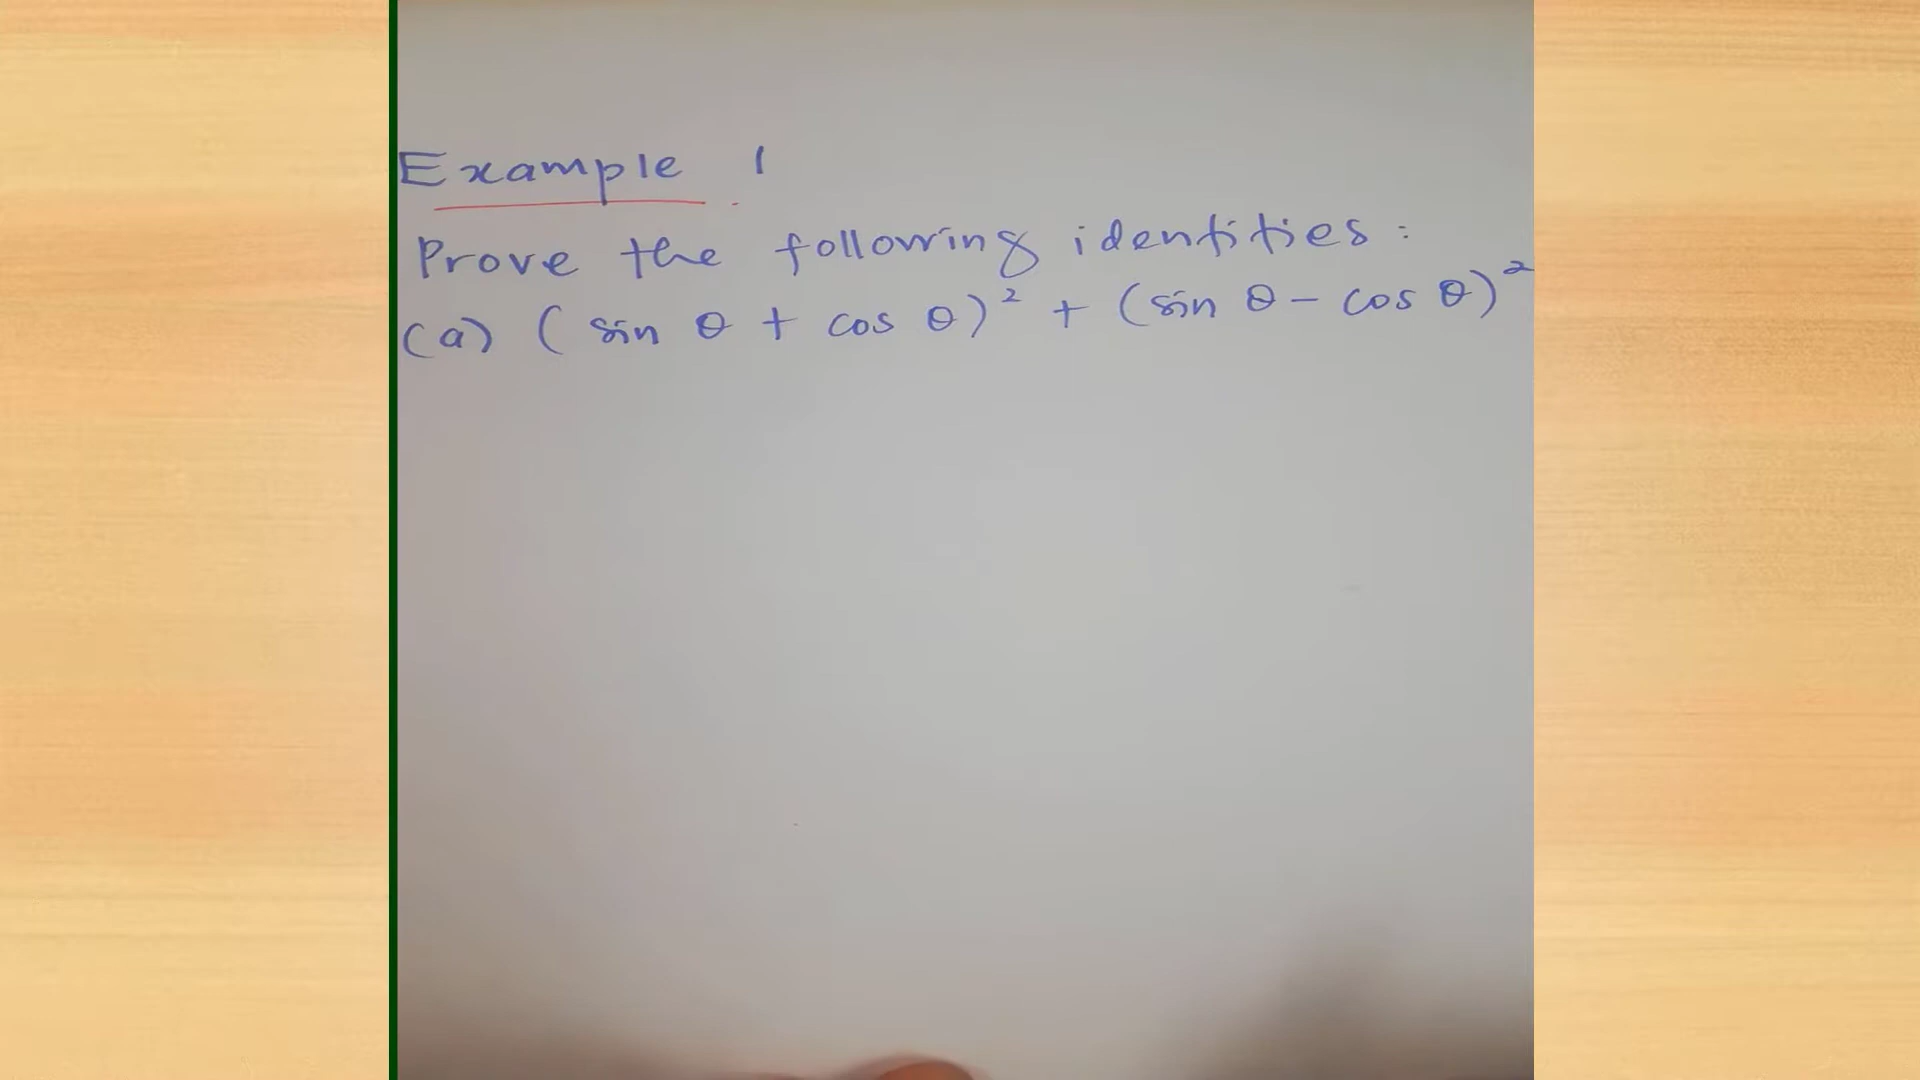 Example 1
Prove the following identities:
(a) (sin θ + cos θ)² + (sin θ - cos θ)²